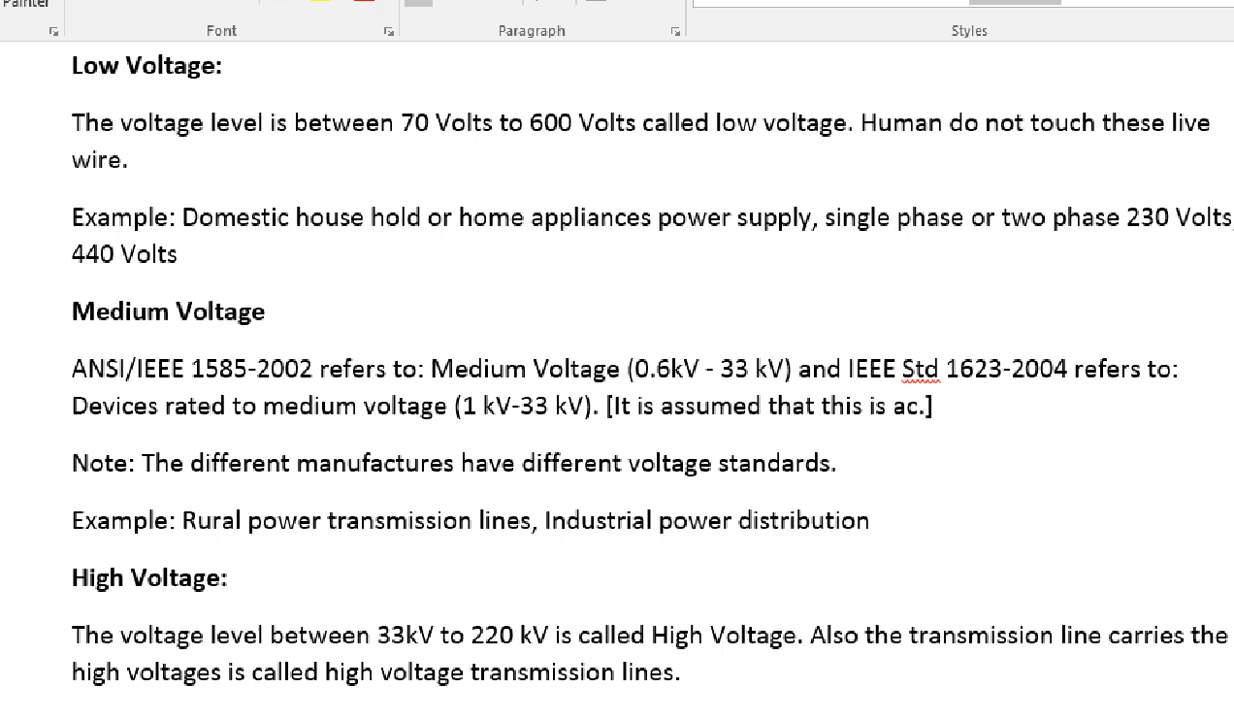 Painter
Font
Paragraph
Styles
Low Voltage:
The voltage level is between 70 Volts to 600 Volts called low voltage. Human do not touch these live
wire.
Example: Domestic house hold or home appliances power supply, single phase or two phase 230 Volts,
440 Volts
Medium Voltage
ANSI/IEEE 1585-2002 refers to: Medium Voltage (0.6kV - 33 kV) and IEEE Std 1623-2004 refers to:
Devices rated to medium voltage (1 kV-33 kV). [It is assumed that this is ac.]
Note: The different manufactures have different voltage standards.
Example: Rural power transmission lines, Industrial power distribution
High Voltage:
The voltage level between 33kV to 220 kV is called High Voltage. Also the transmission line carries the
high voltages is called high voltage transmission lines.